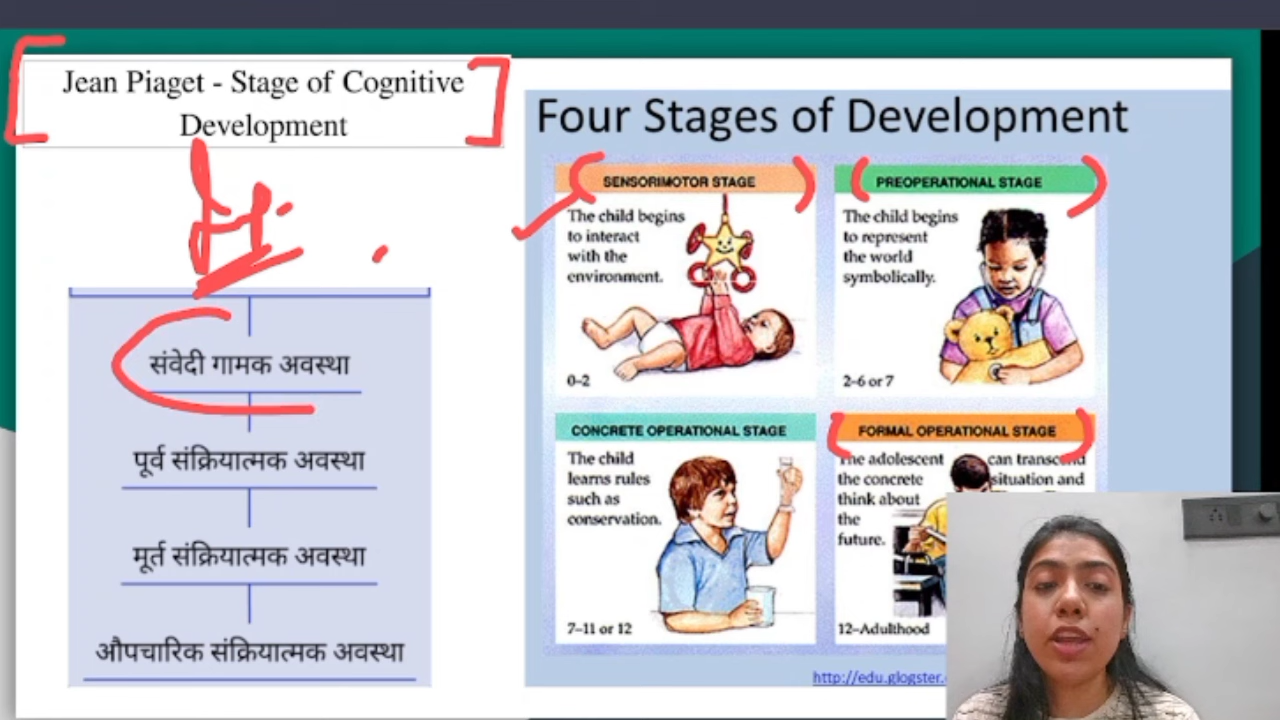 Jean Piaget - Stage of Cognitive
Development
संवेदी गामक अवस्था
पूर्व संक्रियात्मक अवस्था
मूर्त संक्रियात्मक अवस्था
औपचारिक संक्रियात्मक अवस्था
Four Stages of Development
SENSORIMOTOR STAGE
The child begins
to interact
with the
environment.
0–2
PREOPERATIONAL STAGE
The child begins
to represent
the world
symbolically.
2–6 or 7
CONCRETE OPERATIONAL STAGE
The child
learns rules
such as
conservation.
7–11 or 12
FORMAL OPERATIONAL STAGE
The adolescent can transcend
the concrete situation and
think about
the
future.
12–Adulthood
http://edu.glogster.